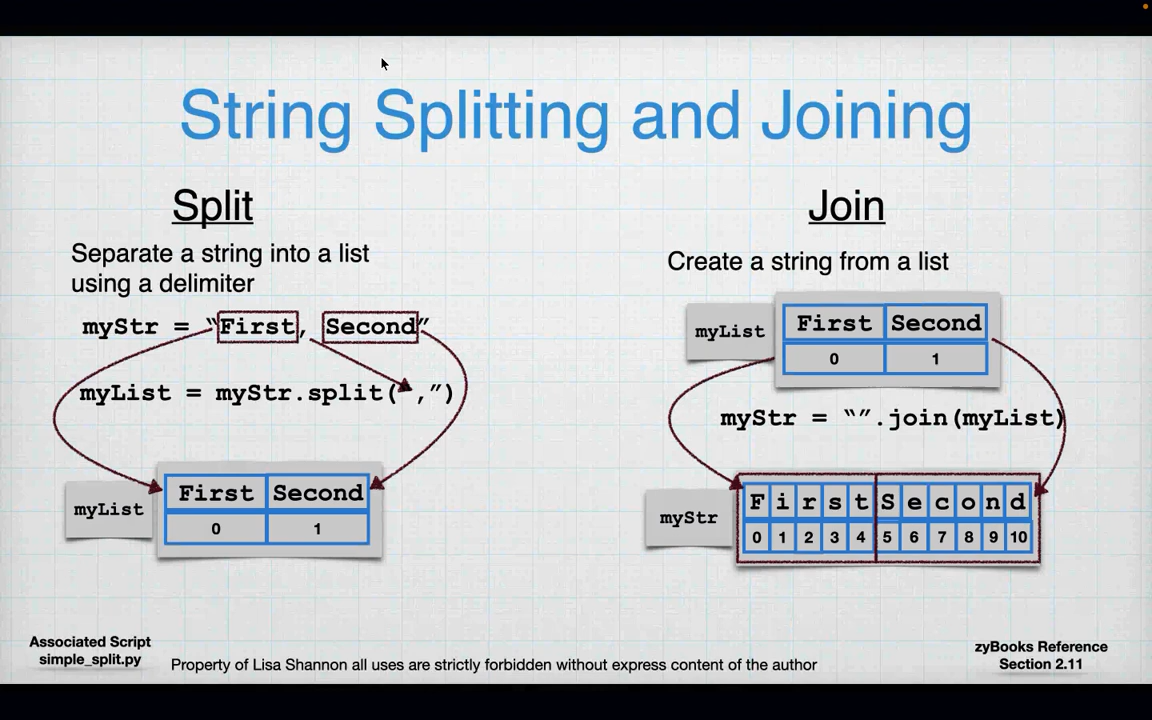 String Splitting and Joining
Split
Separate a string into a list
using a delimiter
myStr = “First, Second”
myList = myStr.split(“,”)
myList
First Second
0 1
Join
Create a string from a list
myList
First Second
0 1
myStr = “”.join(myList)
myStr
F i r s t S e c o n d
0 1 2 3 4 5 6 7 8 9 10
Associated Script
simple_split.py
Property of Lisa Shannon all uses are strictly forbidden without express content of the author
zyBooks Reference
Section 2.11